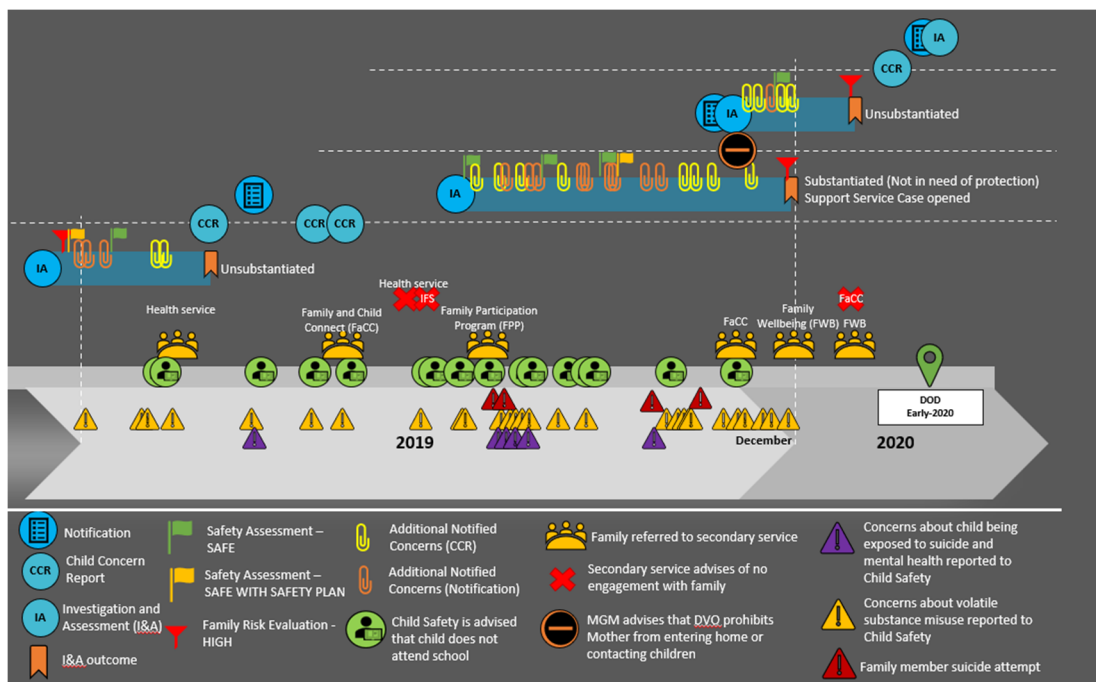 IA
CCR
Unsubstantiated
IA
CCR
IA
Substantiated (Not in need of protection)
Support Service Case opened
CCR
CCR
CCR
IA
Unsubstantiated
Health service
IFS
FaCC
Health service
Family and Child
Connect (FaCC)
Family Participation
Program (FPP)
FaCC
Family
Wellbeing (FWB)
FWB
DOD
Early-2020
2019
December
2020
Notification
CCR
Child Concern
Report
IA
Investigation and
Assessment (I&A)
I&A outcome
Safety Assessment –
SAFE
Safety Assessment –
SAFE WITH SAFETY PLAN
Family Risk Evaluation -
HIGH
Additional Notified
Concerns (CCR)
Additional Notified
Concerns (Notification)
Child Safety is advised
that child does not
attend school
Family referred to secondary service
Secondary service advises of no
engagement with family
MGM advises that DVO prohibits
Mother from entering home or
contacting children
Concerns about child being
exposed to suicide and
mental health reported to
Child Safety
Concerns about volatile
substance misuse reported to
Child Safety
Family member suicide attempt